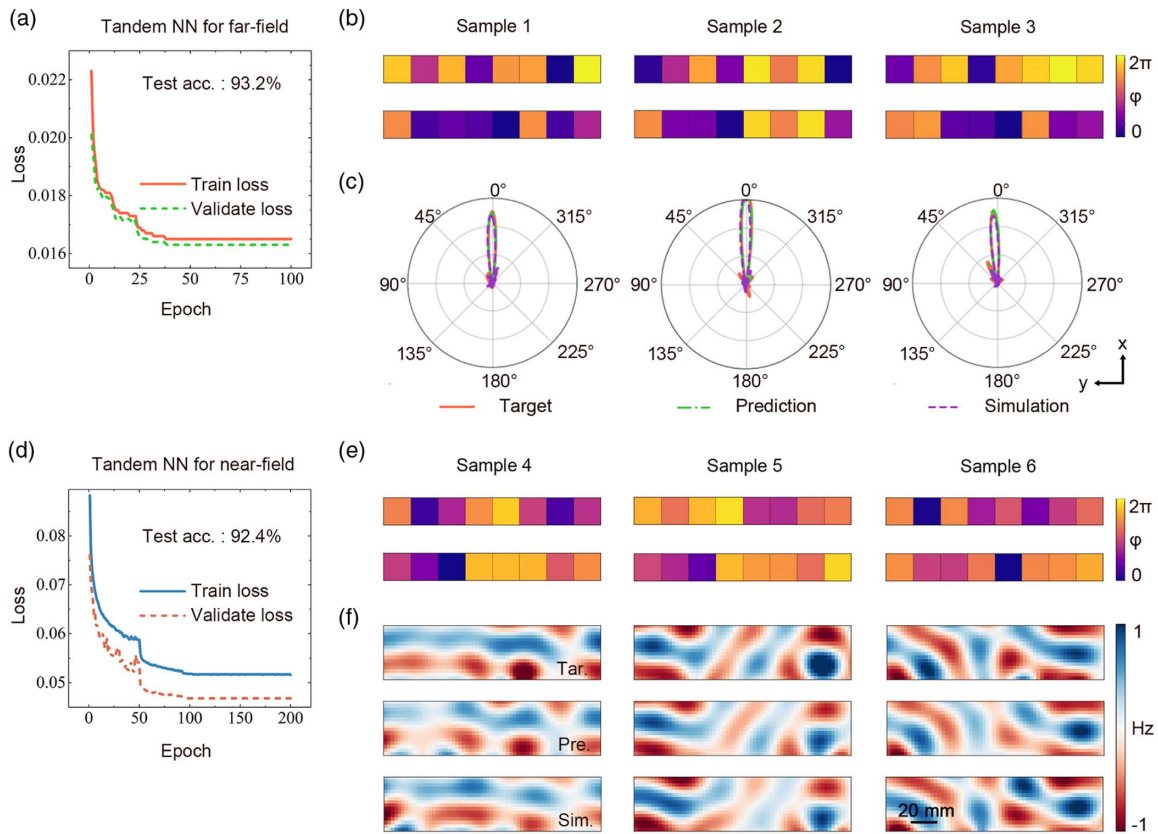 (a)
Tandem NN for far-field
0.022
0.020
0.018
0.016
Loss
Test acc. : 93.2%
Train loss
Validate loss
0 25 50 75 100
Epoch
(b)
Sample 1 Sample 2 Sample 3
2π
φ
0
(c)
0° 0° 0°
45° 315° 45° 315° 45° 315°
90° 270° 90° 270° 90° 270°
135° 225° 135° 225° 135° 225°
180° 180° 180°
x
y
Target Prediction Simulation
(d)
Tandem NN for near-field
0.08
0.07
0.06
0.05
Loss
Test acc. : 92.4%
Train loss
Validate loss
0 50 100 150 200
Epoch
(e)
Sample 4 Sample 5 Sample 6
2π
φ
0
(f)
Tar.
Pre.
Sim.
20 mm
1
Hz
-1